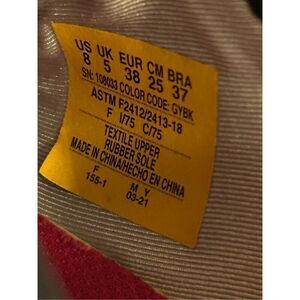 US UK EUR CM BRA
8 5 38 25 37
SN: 108033 COLOR CODE: GYBK
ASTM F2412/2413-18
F I/75 C/75
TEXTILE UPPER
RUBBER SOLE
MADE IN CHINA/HECHO EN CHINA
F M Y
155-1 03-21